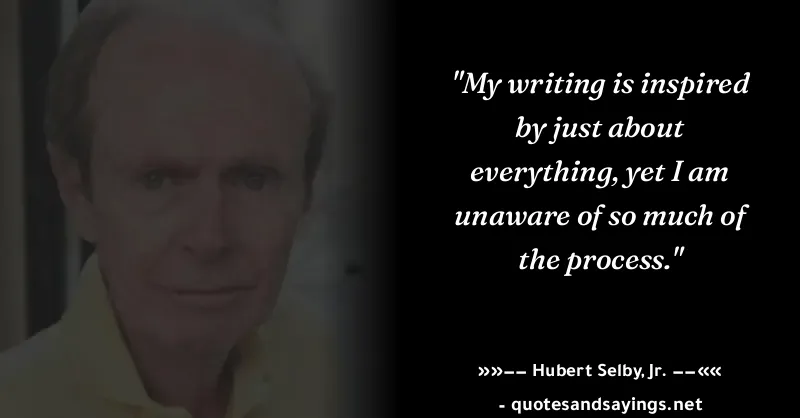 "My writing is inspired
by just about
everything, yet I am
unaware of so much of
the process."
»»−− Hubert Selby, Jr. −−««
- quotesandsayings.net